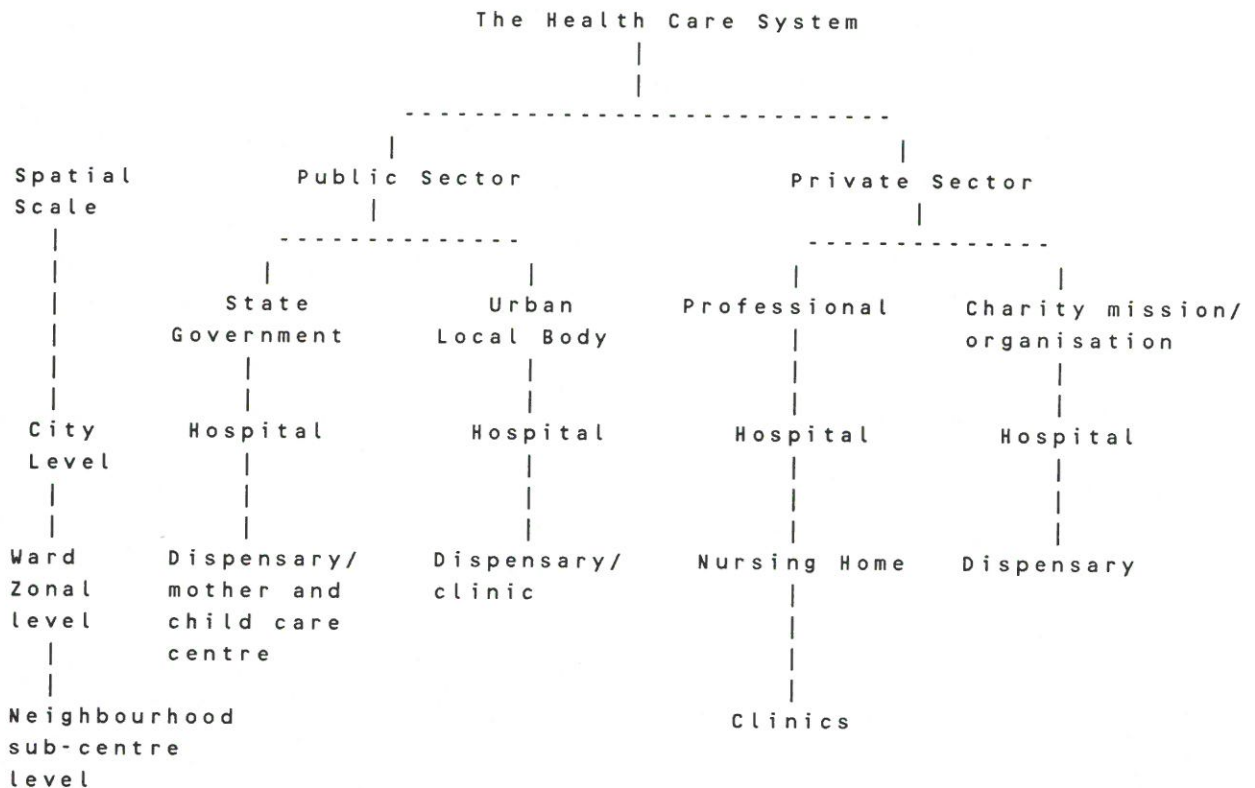 The Health Care System
Spatial
Scale
Public Sector
Private Sector
State
Government
Urban
Local Body
Professional
Charity mission/
organisation
City
Level
Hospital
Hospital
Hospital
Hospital
Ward
Zonal
level
Dispensary/
mother and
child care
centre
Dispensary/
clinic
Nursing Home
Dispensary
Neighbourhood
sub-centre
level
Clinics